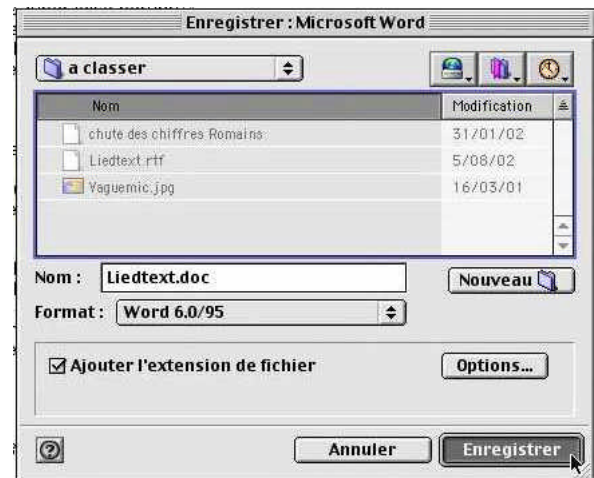 Enregistrer : Microsoft Word
a classer
Nom Modification
chute des chiffres Romains 31/01/02
Liedtext.rtf 5/08/02
Vaguemic.jpg 16/03/01
Nom : Liedtext.doc Nouveau
Format : Word 6.0/95
Ajouter l'extension de fichier Options...
? Annuler Enregistrer